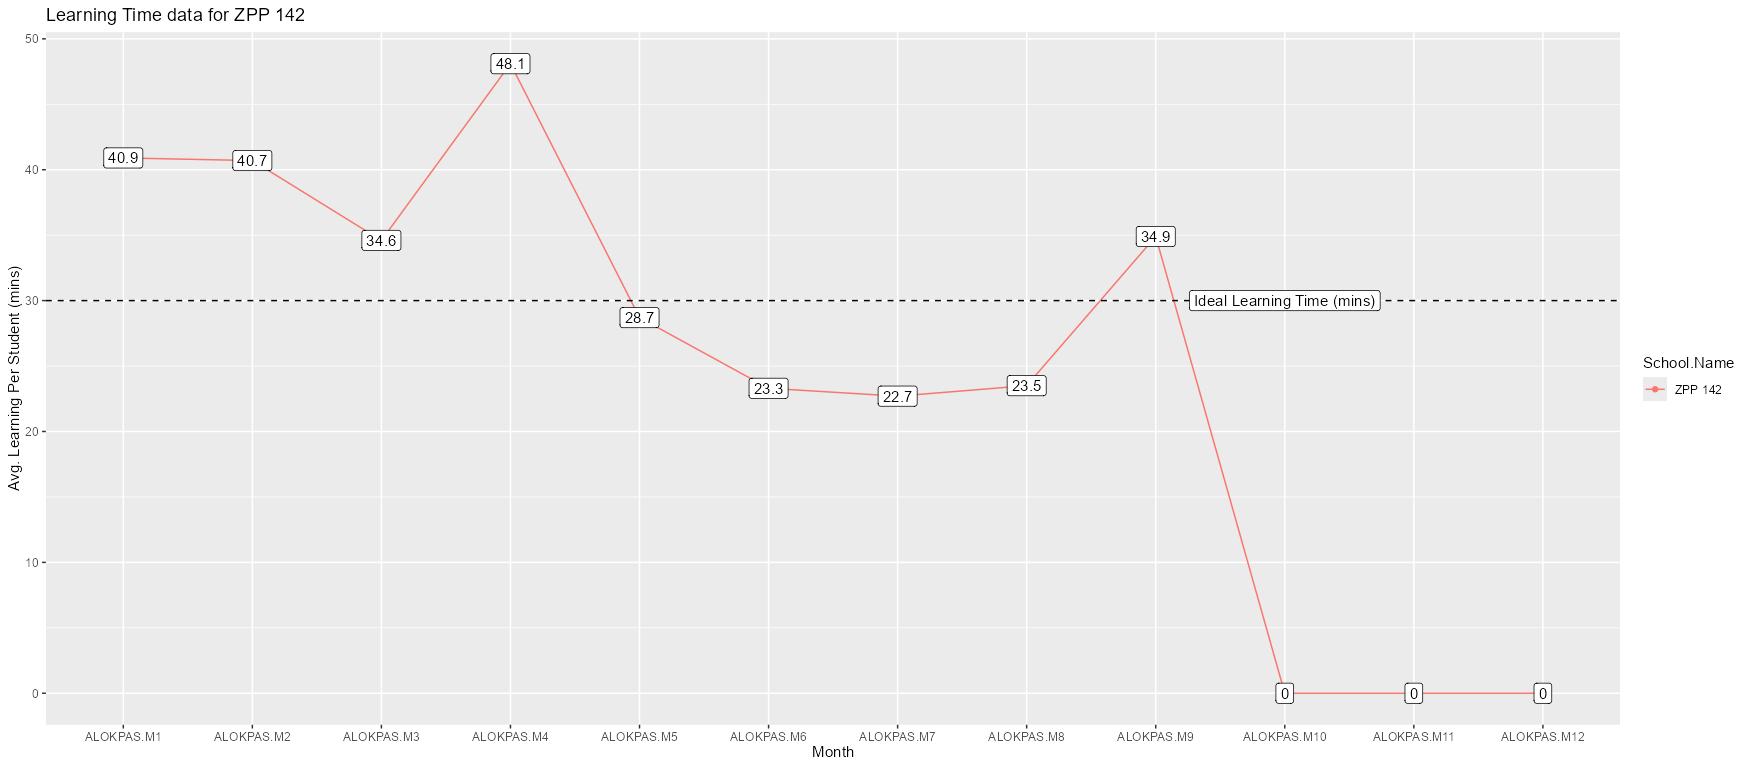 Learning Time data for ZPP 142
50
40
30
20
10
0
Avg. Learning Per Student (mins)
40.9
40.7
34.6
48.1
28.7
23.3
22.7
23.5
34.9
0
0
0
Ideal Learning Time (mins)
ALOKPAS.M1
ALOKPAS.M2
ALOKPAS.M3
ALOKPAS.M4
ALOKPAS.M5
ALOKPAS.M6
ALOKPAS.M7
ALOKPAS.M8
ALOKPAS.M9
ALOKPAS.M10
ALOKPAS.M11
ALOKPAS.M12
Month
School.Name
ZPP 142